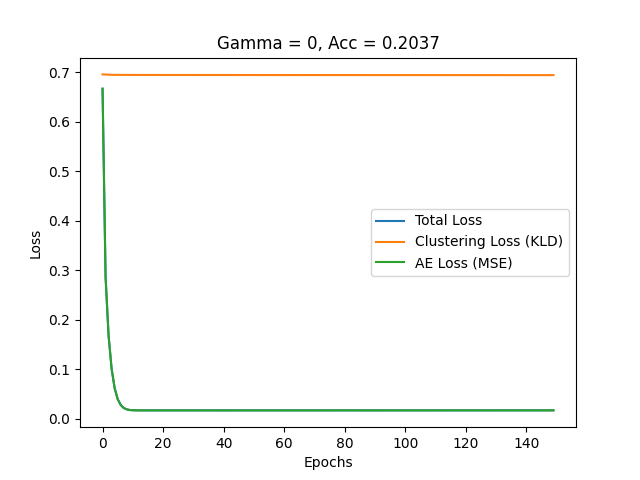 Gamma = 0, Acc = 0.2037
0.7
0.6
0.5
0.4
0.3
0.2
0.1
0.0
Loss
Total Loss
Clustering Loss (KLD)
AE Loss (MSE)
0 20 40 60 80 100 120 140
Epochs